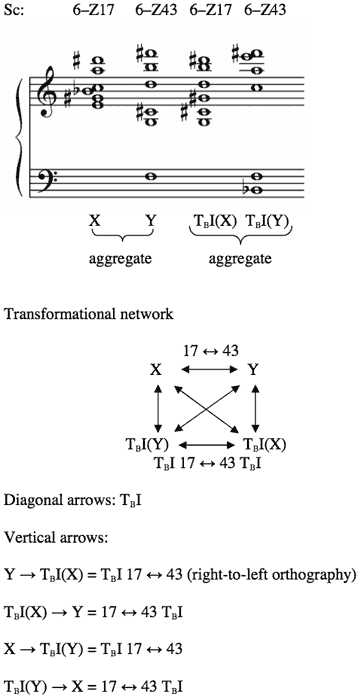 Sc: 6–Z17 6–Z43 6–Z17 6–Z43
X Y TBI(X) TBI(Y)
aggregate aggregate
Transformational network
17 ↔ 43
X Y
TBI(Y) TBI(X)
TBI 17 ↔ 43 TBI
Diagonal arrows: TBI
Vertical arrows:
Y → TBI(X) = TBI 17 ↔ 43 (right-to-left orthography)
TBI(X) → Y = 17 ↔ 43 TBI
X → TBI(Y) = TBI 17 ↔ 43
TBI(Y) → X = 17 ↔ 43 TBI